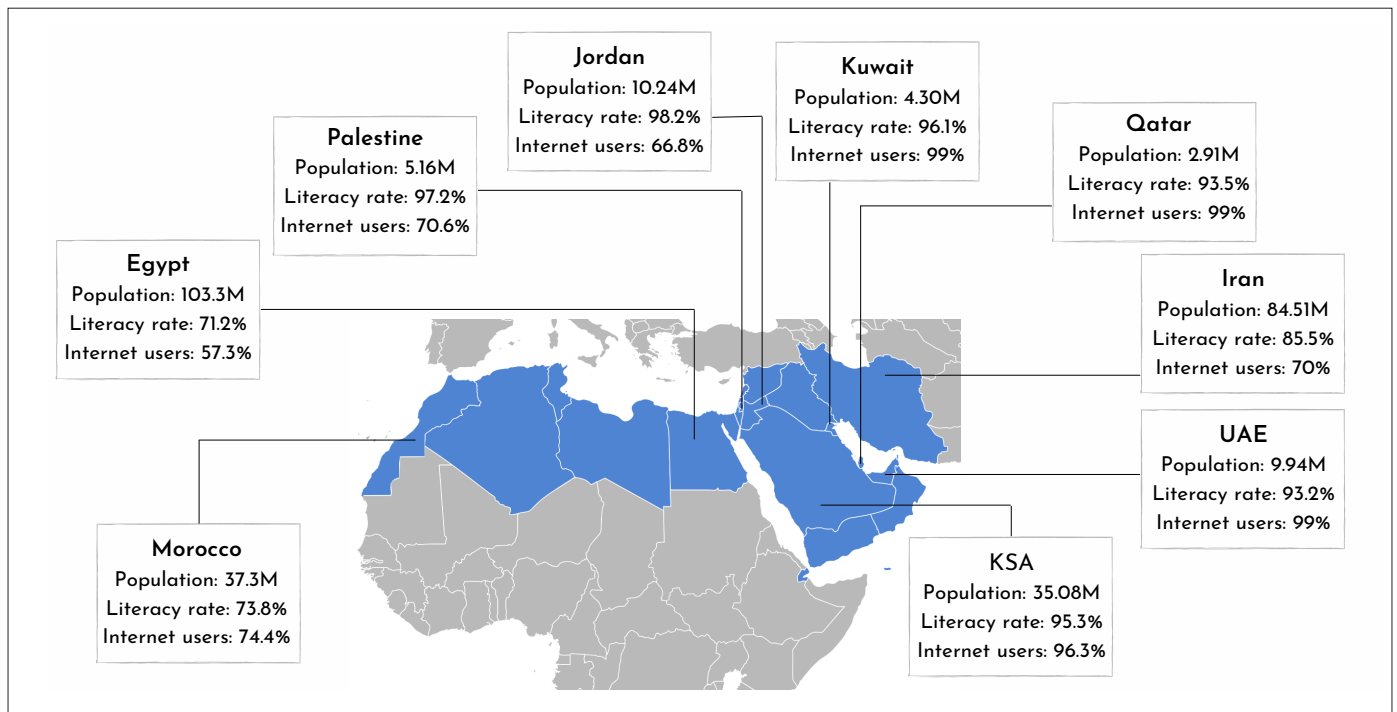 Jordan
Population: 10.24M
Literacy rate: 98.2%
Internet users: 66.8%
Kuwait
Population: 4.30M
Literacy rate: 96.1%
Internet users: 99%
Qatar
Population: 2.91M
Literacy rate: 93.5%
Internet users: 99%
Palestine
Population: 5.16M
Literacy rate: 97.2%
Internet users: 70.6%
Egypt
Population: 103.3M
Literacy rate: 71.2%
Internet users: 57.3%
Iran
Population: 84.51M
Literacy rate: 85.5%
Internet users: 70%
UAE
Population: 9.94M
Literacy rate: 93.2%
Internet users: 99%
Morocco
Population: 37.3M
Literacy rate: 73.8%
Internet users: 74.4%
KSA
Population: 35.08M
Literacy rate: 95.3%
Internet users: 96.3%